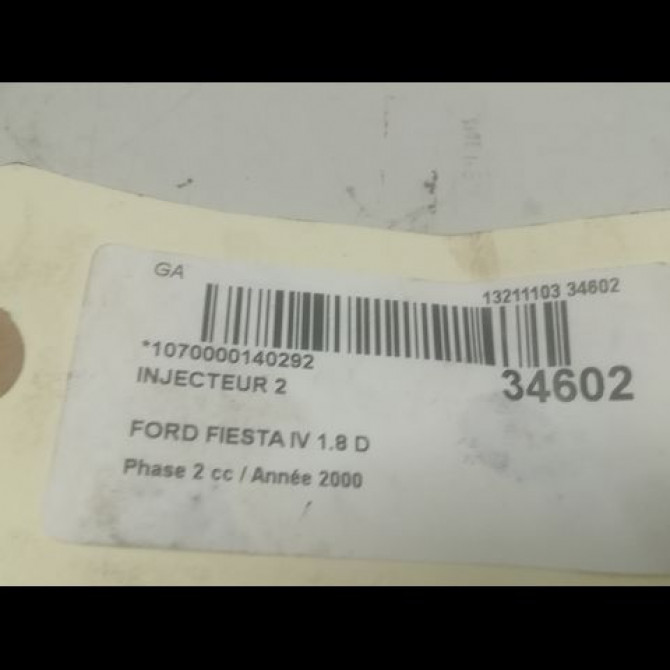 GA
13211103 34602
*1070000140292
34602
INJECTEUR 2
FORD FIESTA IV 1.8 D
Phase 2 cc / Année 2000